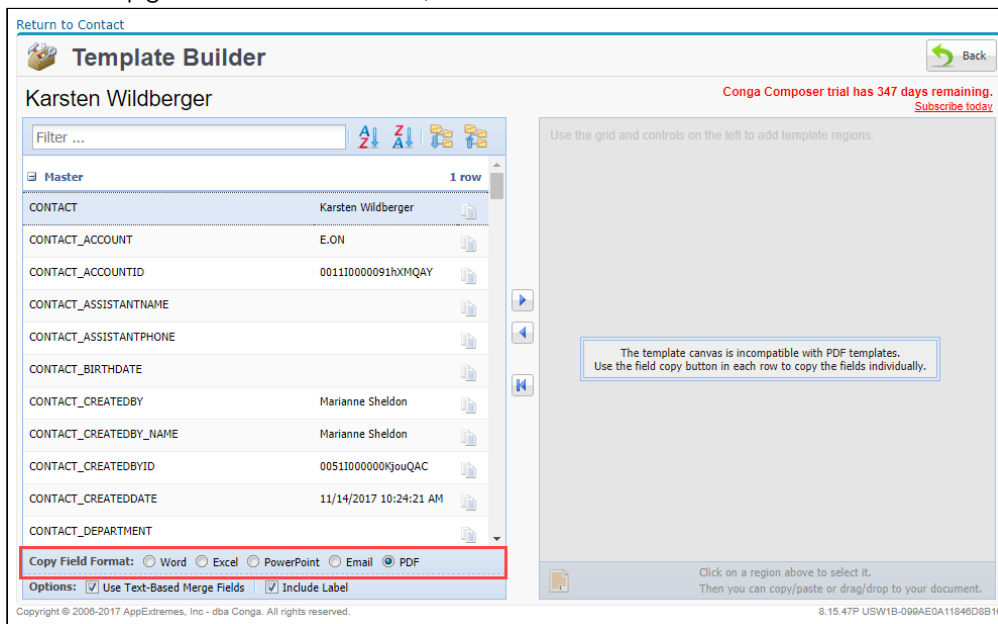 Return to Contact
Template Builder
Back
Karsten Wildberger
Conga Composer trial has 347 days remaining.
Subscribe today
Filter ...
A
Z
Z
A
Use the grid and controls on the left to add template regions.
Master 1 row
CONTACT Karsten Wildberger
CONTACT_ACCOUNT E.ON
CONTACT_ACCOUNTID 0011I0000091hXMQAY
CONTACT_ASSISTANTNAME
CONTACT_ASSISTANTPHONE
The template canvas is incompatible with PDF templates.
Use the field copy button in each row to copy the fields individually.
CONTACT_BIRTHDATE
CONTACT_CREATEDBY Marianne Sheldon
CONTACT_CREATEDBY_NAME Marianne Sheldon
CONTACT_CREATEDBYID 0051I000000KjouQAC
CONTACT_CREATEDDATE 11/14/2017 10:24:21 AM
CONTACT_DEPARTMENT
Copy Field Format: Word Excel PowerPoint Email PDF
Options: Use Text-Based Merge Fields Include Label
Click on a region above to select it.
Then you can copy/paste or drag/drop to your document.
Copyright © 2006-2017 AppExtremes, Inc - dba Conga. All rights reserved.
8.15.47P